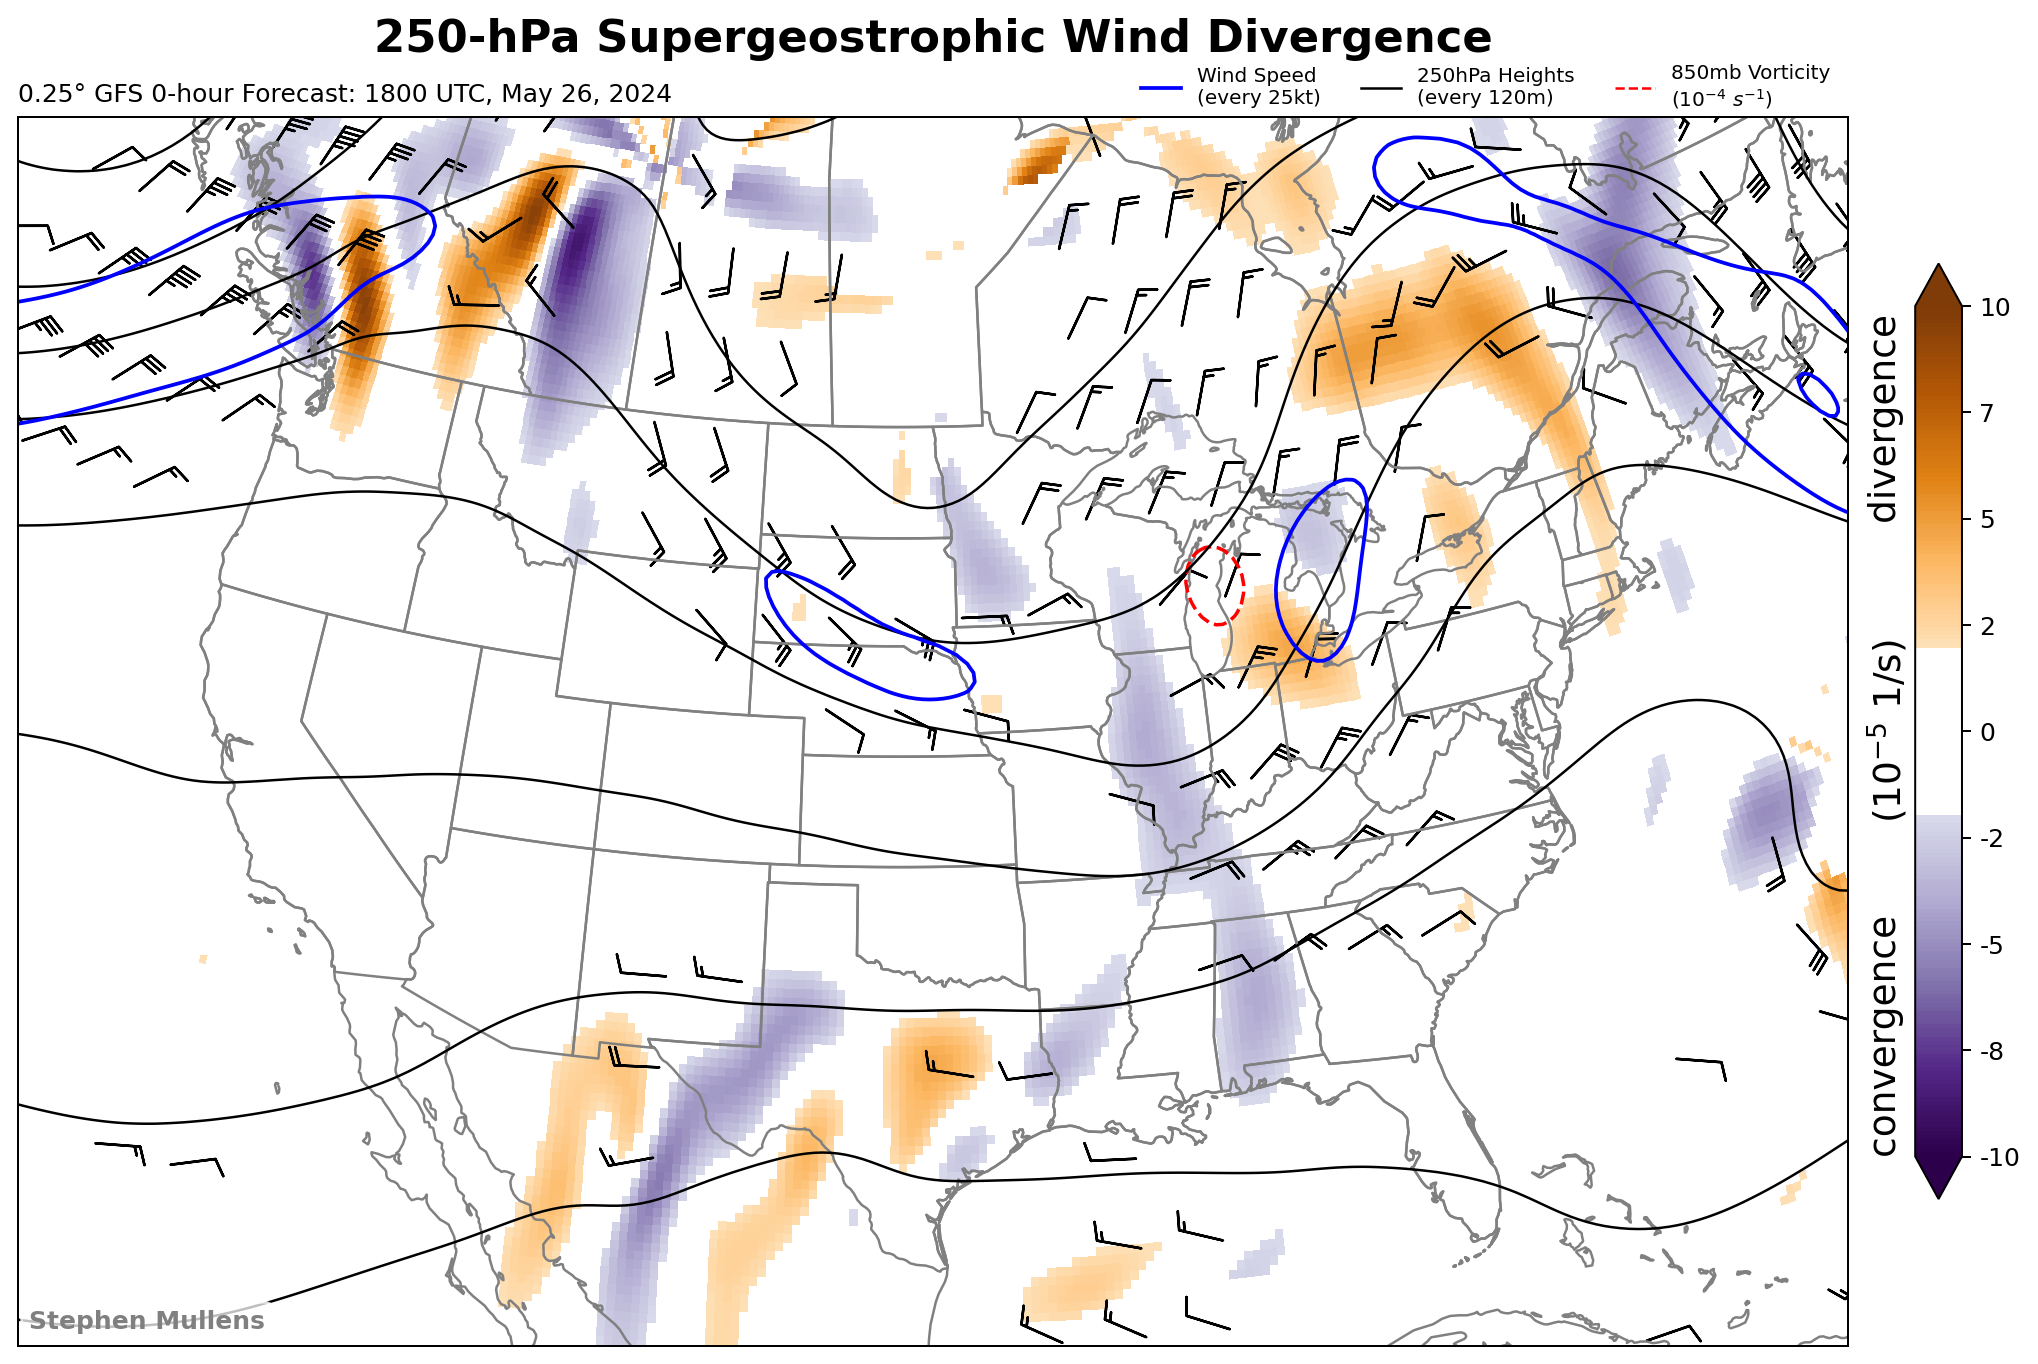 250-hPa Supergeostrophic Wind Divergence
0.25° GFS 0-hour Forecast: 1800 UTC, May 26, 2024
Wind Speed
(every 25kt)
250hPa Heights
(every 120m)
850mb Vorticity
(10⁻⁴ s⁻¹)
10
7
5
2
0
-2
-5
-8
-10
convergence (10⁻⁵ 1/s) divergence
Stephen Mullens